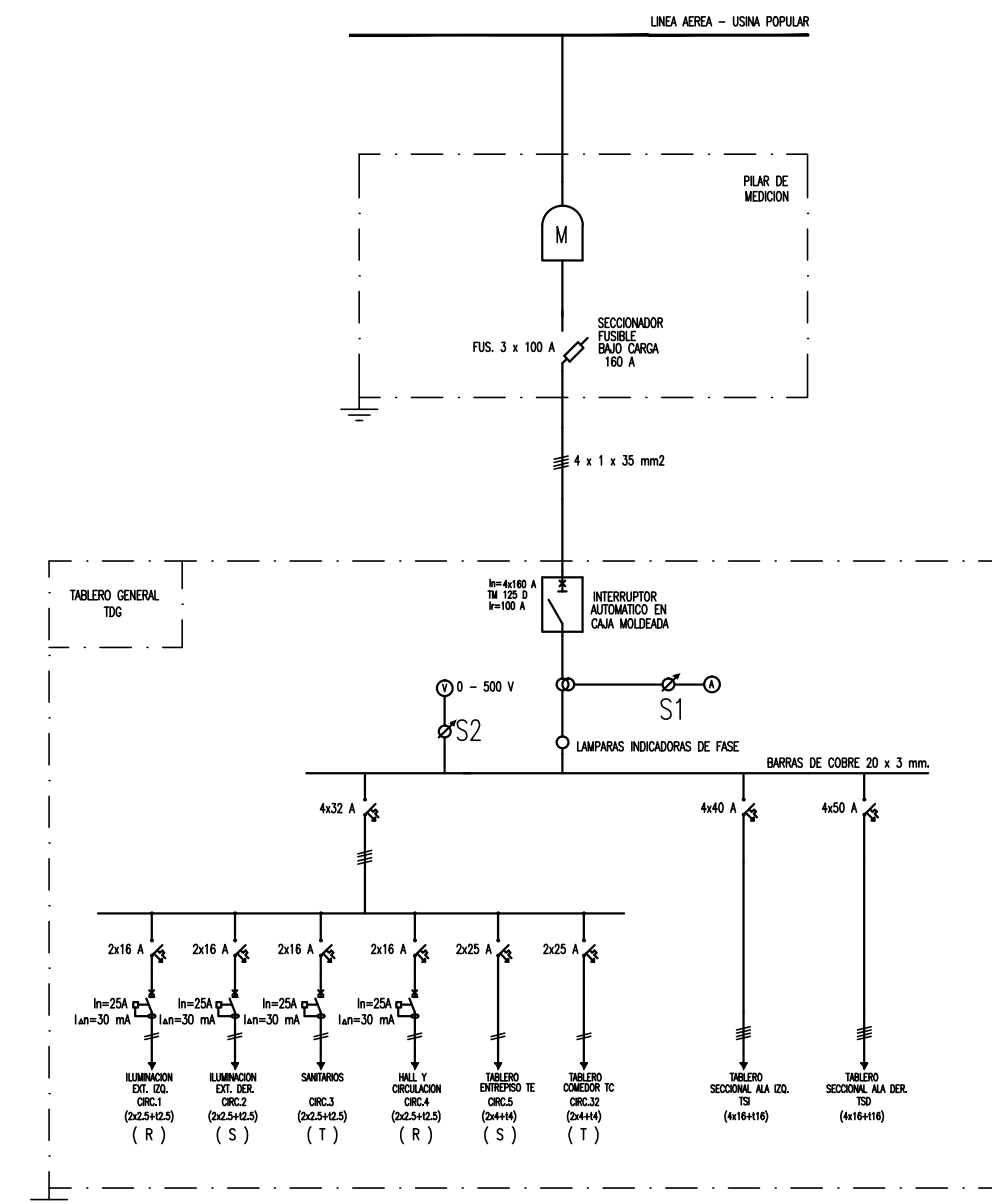 LINEA AEREA - USINA POPULAR
PILAR DE
MEDICION
M
FUS. 3 x 100 A
SECCIONADOR
FUSIBLE
BAJO CARGA
160 A
4 x 1 x 35 mm2
TABLERO GENERAL
TDG
In=4x160 A
TM 125 D
Ir=100 A
INTERRUPTOR
AUTOMATICO EN
CAJA MOLDEADA
V
0 - 500 V
S2
S1
A
LAMPARAS INDICADORAS DE FASE
BARRAS DE COBRE 20 x 3 mm.
4x32 A
4x40 A
4x50 A
2x16 A
2x16 A
2x16 A
2x16 A
2x25 A
2x25 A
In=25A
I∆n=30 mA
In=25A
I∆n=30 mA
In=25A
I∆n=30 mA
In=25A
I∆n=30 mA
ILUMINACION
EXT. IZQ.
CIRC.1
(2x2.5+t2.5)
( R )
ILUMINACION
EXT. DER.
CIRC.2
(2x2.5+t2.5)
( S )
SANITARIOS
CIRC.3
(2x2.5+t2.5)
( T )
HALL Y
CIRCULACION
CIRC.4
(2x2.5+t2.5)
( R )
TABLERO
ENTREPISO TE
CIRC.5
(2x4+t4)
( S )
TABLERO
COMEDOR TC
CIRC.32
(2x4+t4)
( T )
TABLERO
SECCIONAL ALA IZQ.
TSI
(4x16+t16)
TABLERO
SECCIONAL ALA DER.
TSD
(4x16+t16)